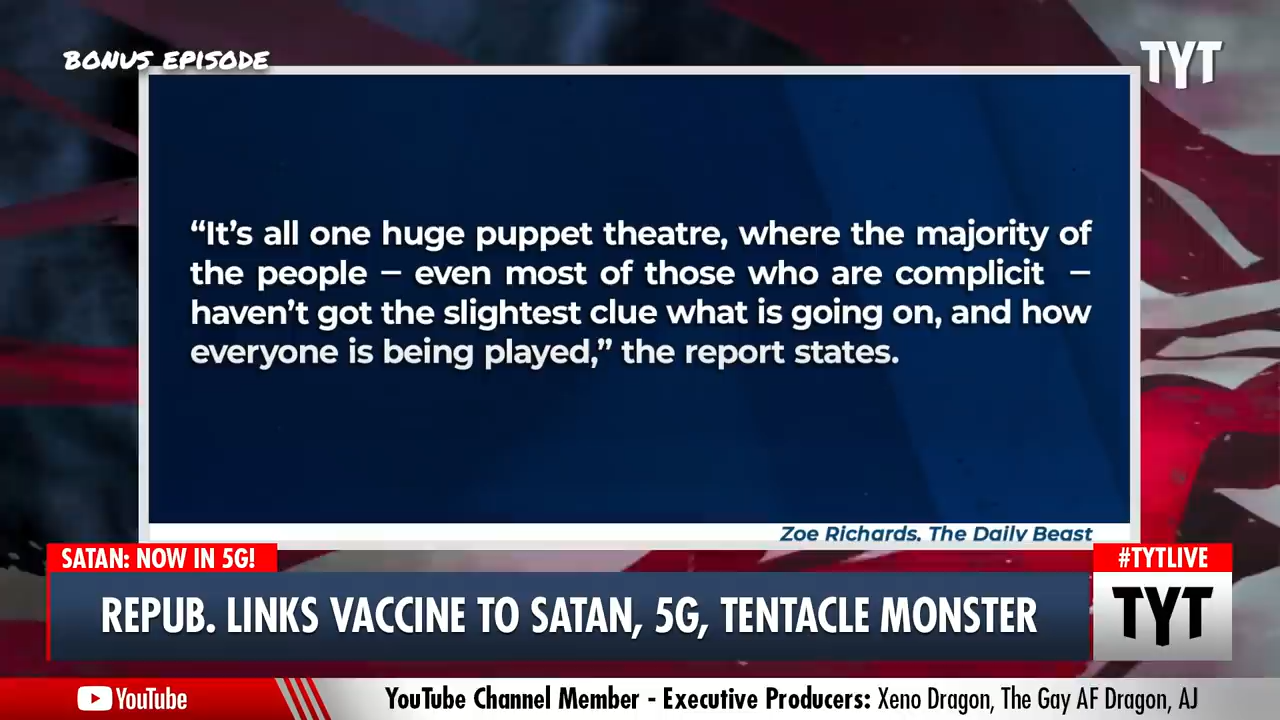 BONUS EPISODE
TYT
“It’s all one huge puppet theatre, where the majority of
the people – even most of those who are complicit –
haven’t got the slightest clue what is going on, and how
everyone is being played,” the report states.
Zoe Richards, The Daily Beast
SATAN: NOW IN 5G!
#TYTLIVE
REPUB. LINKS VACCINE TO SATAN, 5G, TENTACLE MONSTER
TYT
YouTube
YouTube Channel Member - Executive Producers: Xeno Dragon, The Gay AF Dragon, AJ